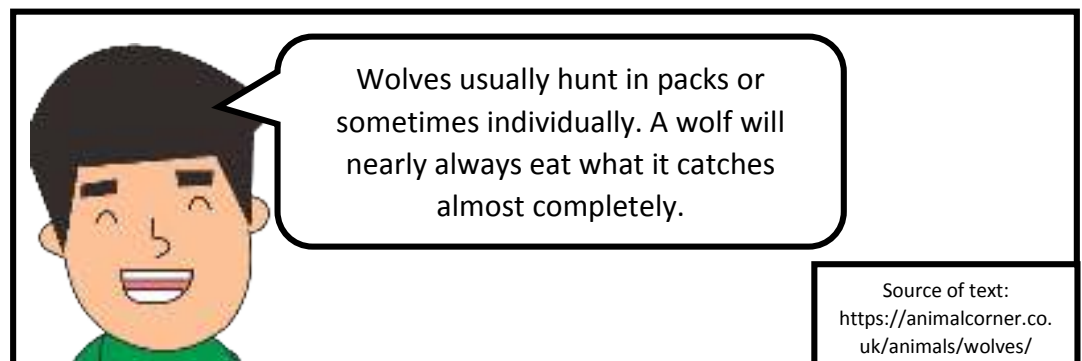 Wolves usually hunt in packs or
sometimes individually. A wolf will
nearly always eat what it catches
almost completely.
Source of text:
https://animalcorner.co.
uk/animals/wolves/